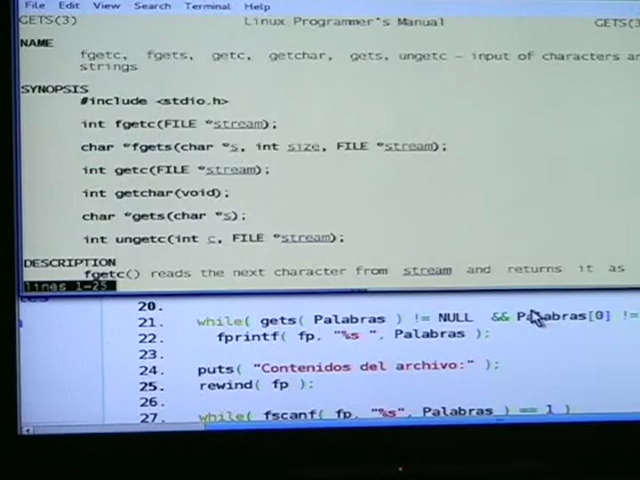 File Edit View Search Terminal Help
GETS(3) Linux Programmer's Manual GETS(3)
NAME
fgetc, fgets, getc, getchar, gets, ungetc - input of characters
strings
SYNOPSIS
#include <stdio.h>
int fgetc(FILE *stream);
char *fgets(char *s, int size, FILE *stream);
int getc(FILE *stream);
int getchar(void);
char *gets(char *s);
int ungetc(int c, FILE *stream);
DESCRIPTION
fgetc() reads the next character from stream and returns it as
lines 1-25
20.
21. while( gets( Palabras ) != NULL && Palabras[0] !=
22. fprintf( fp, "%s ", Palabras );
23.
24. puts( "Contenidos del archivo:" );
25. rewind( fp );
26.
27. while( fscanf( fp, "%s", Palabras ) == 1 )